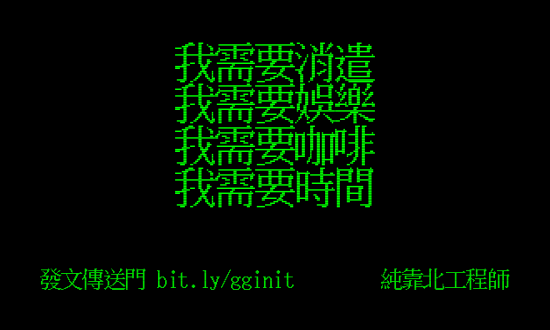 我需要消遣
我需要娛樂
我需要咖啡
我需要時間
發文傳送門 bit.ly/gginit 純靠北工程師